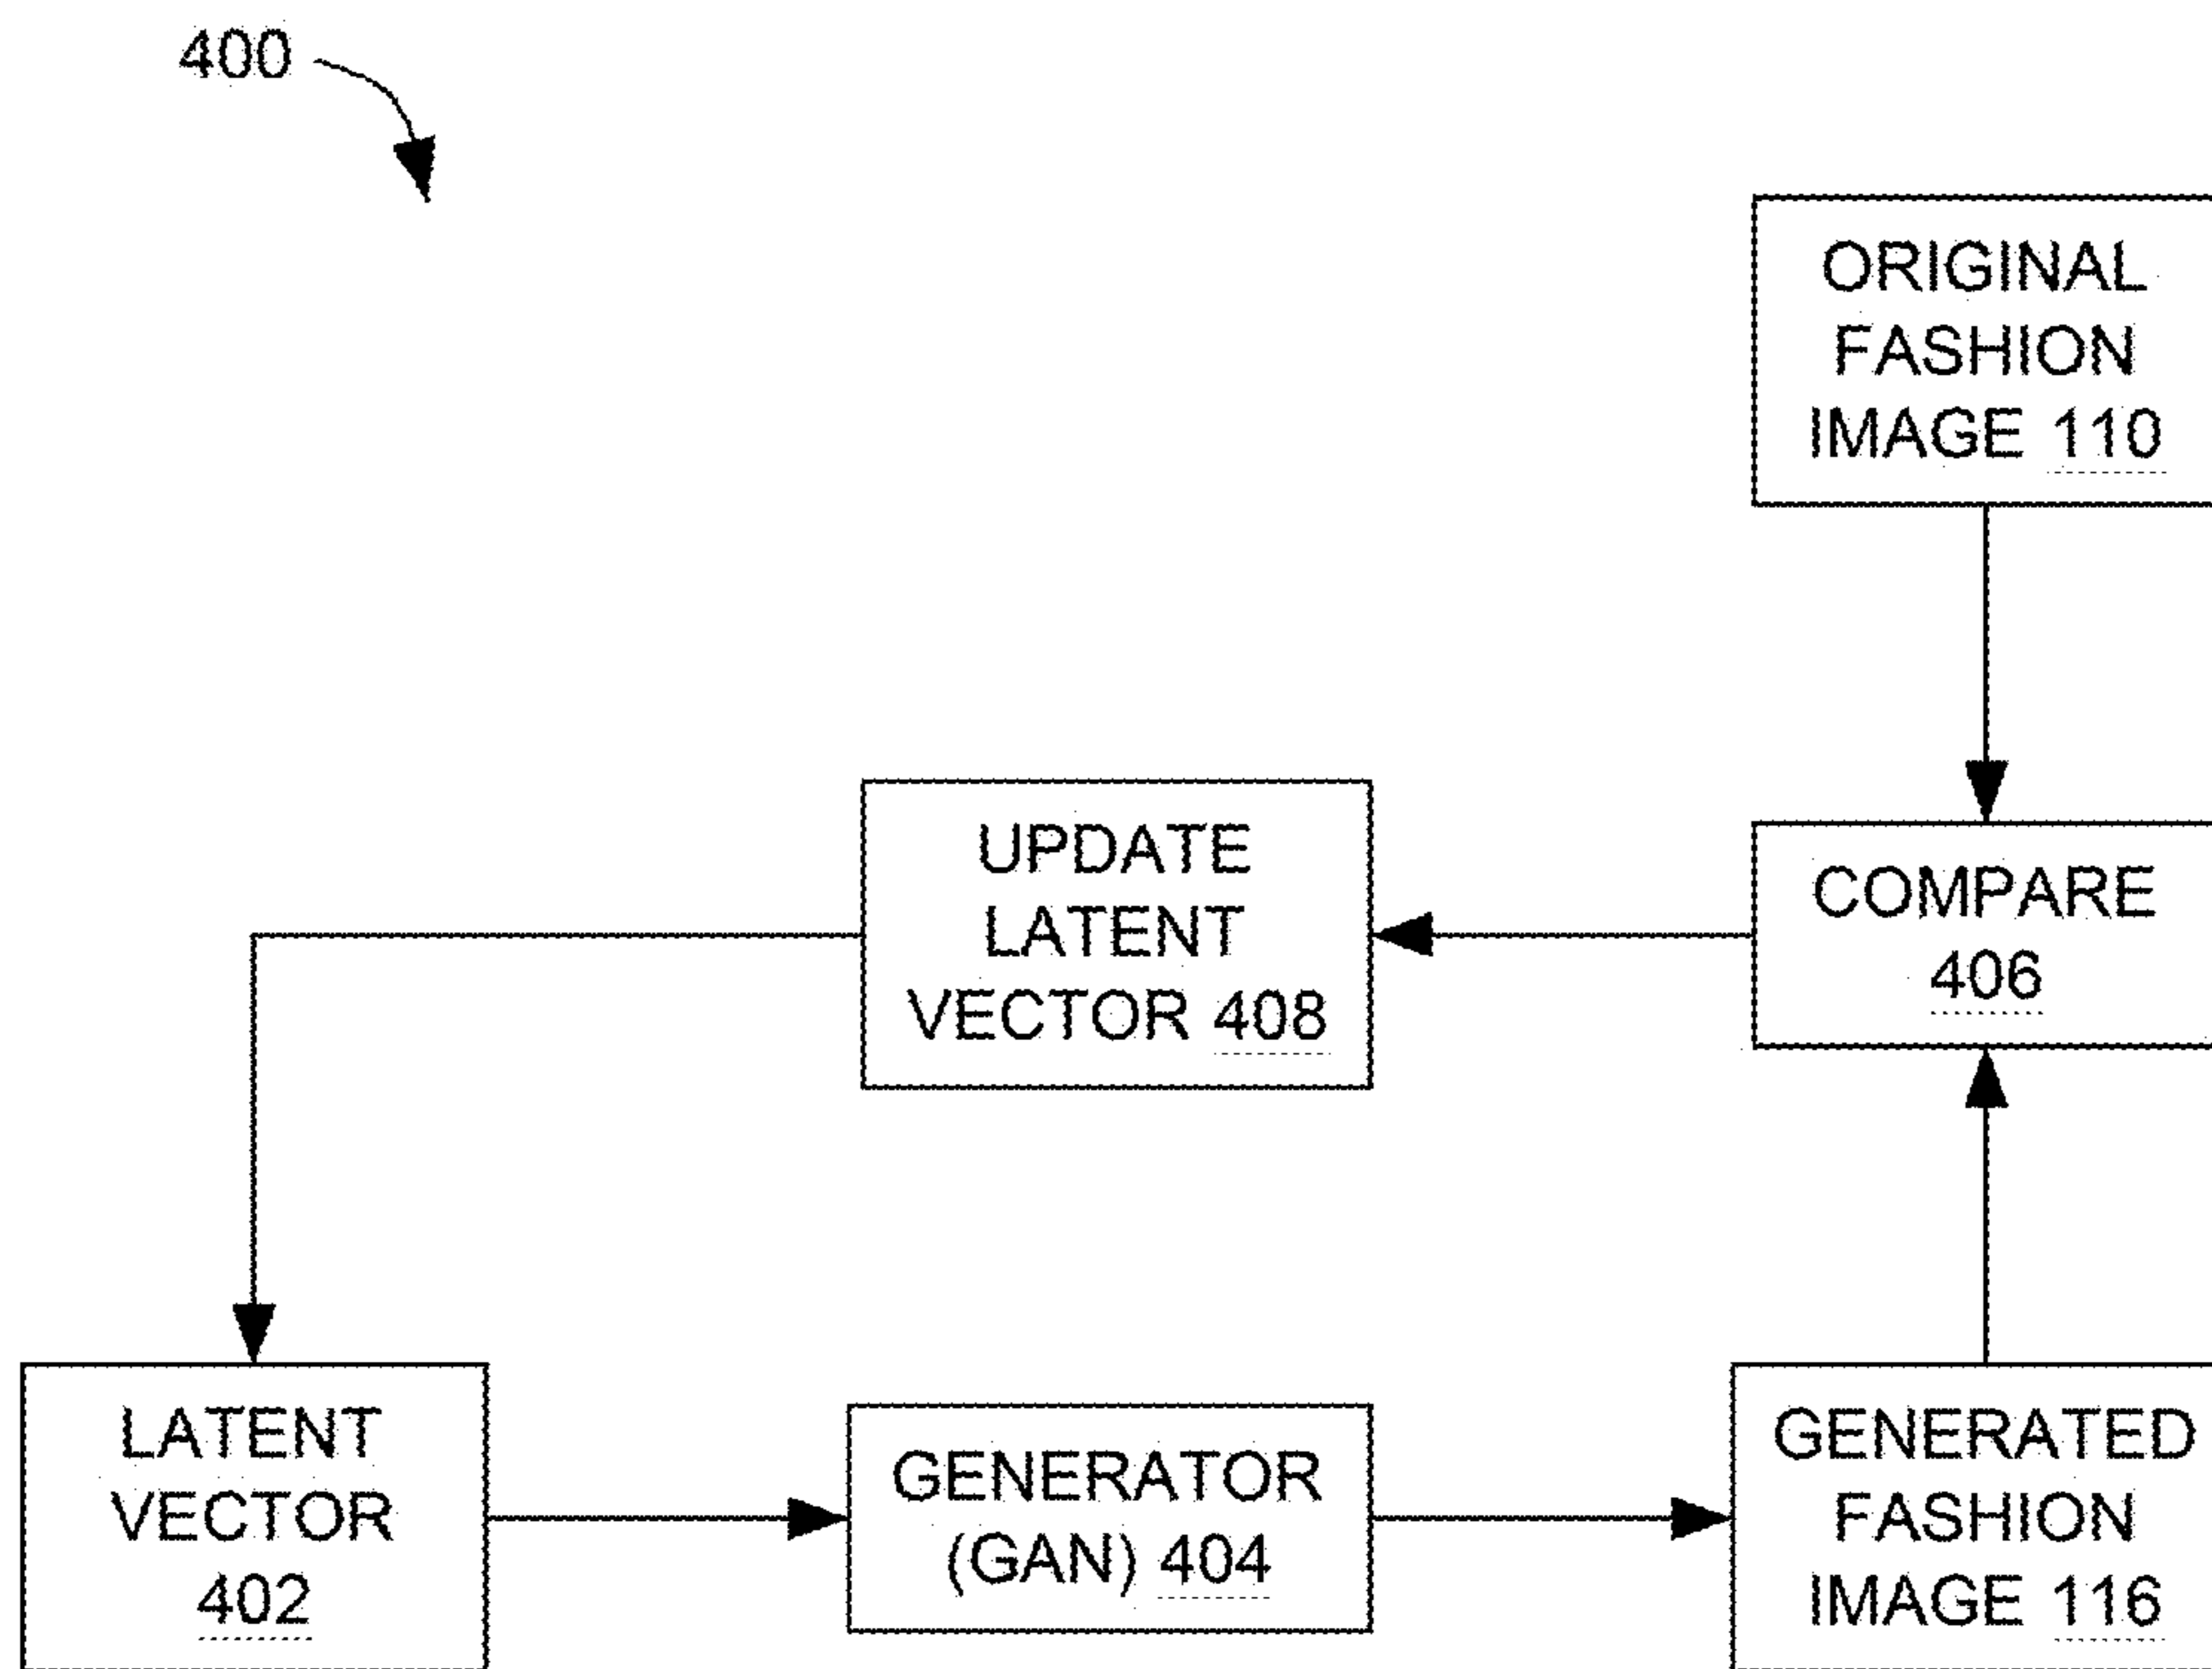 400
ORIGINAL
FASHION
IMAGE 110
UPDATE
LATENT
VECTOR 408
COMPARE
406
LATENT
VECTOR
402
GENERATOR
(GAN) 404
GENERATED
FASHION
IMAGE 116